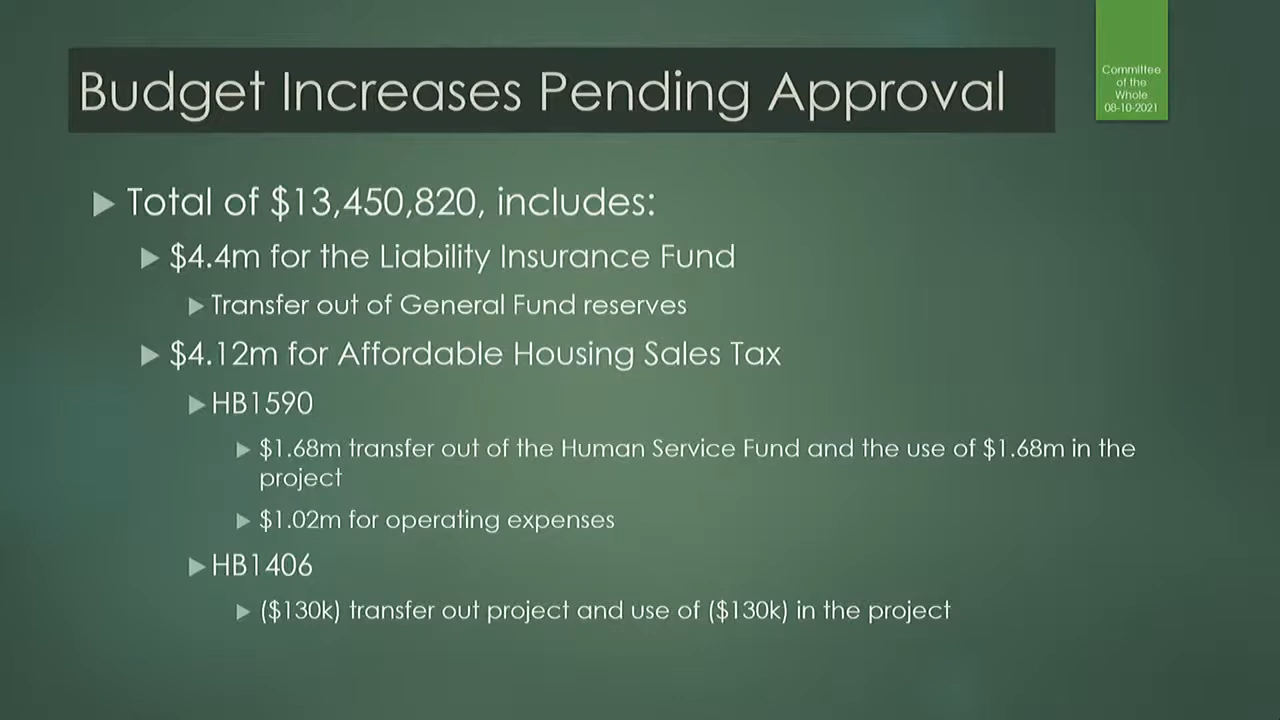 Budget Increases Pending Approval
Committee
of the
Whole
08-10-2021
Total of $13,450,820, includes:
$4.4m for the Liability Insurance Fund
Transfer out of General Fund reserves
$4.12m for Affordable Housing Sales Tax
HB1590
$1.68m transfer out of the Human Service Fund and the use of $1.68m in the
project
$1.02m for operating expenses
HB1406
($130k) transfer out project and use of ($130k) in the project